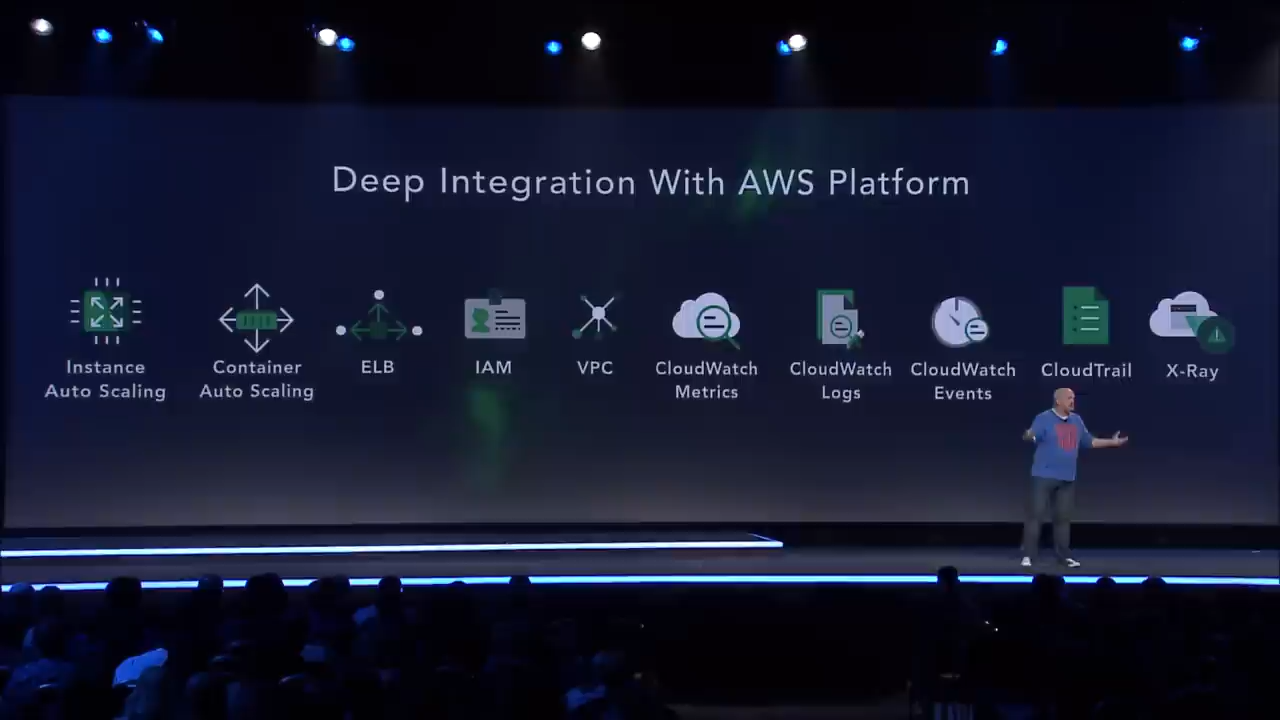 Deep Integration With AWS Platform
Instance
Auto Scaling
Container
Auto Scaling
ELB
IAM
VPC
CloudWatch
Metrics
CloudWatch
Logs
CloudWatch
Events
CloudTrail
X-Ray